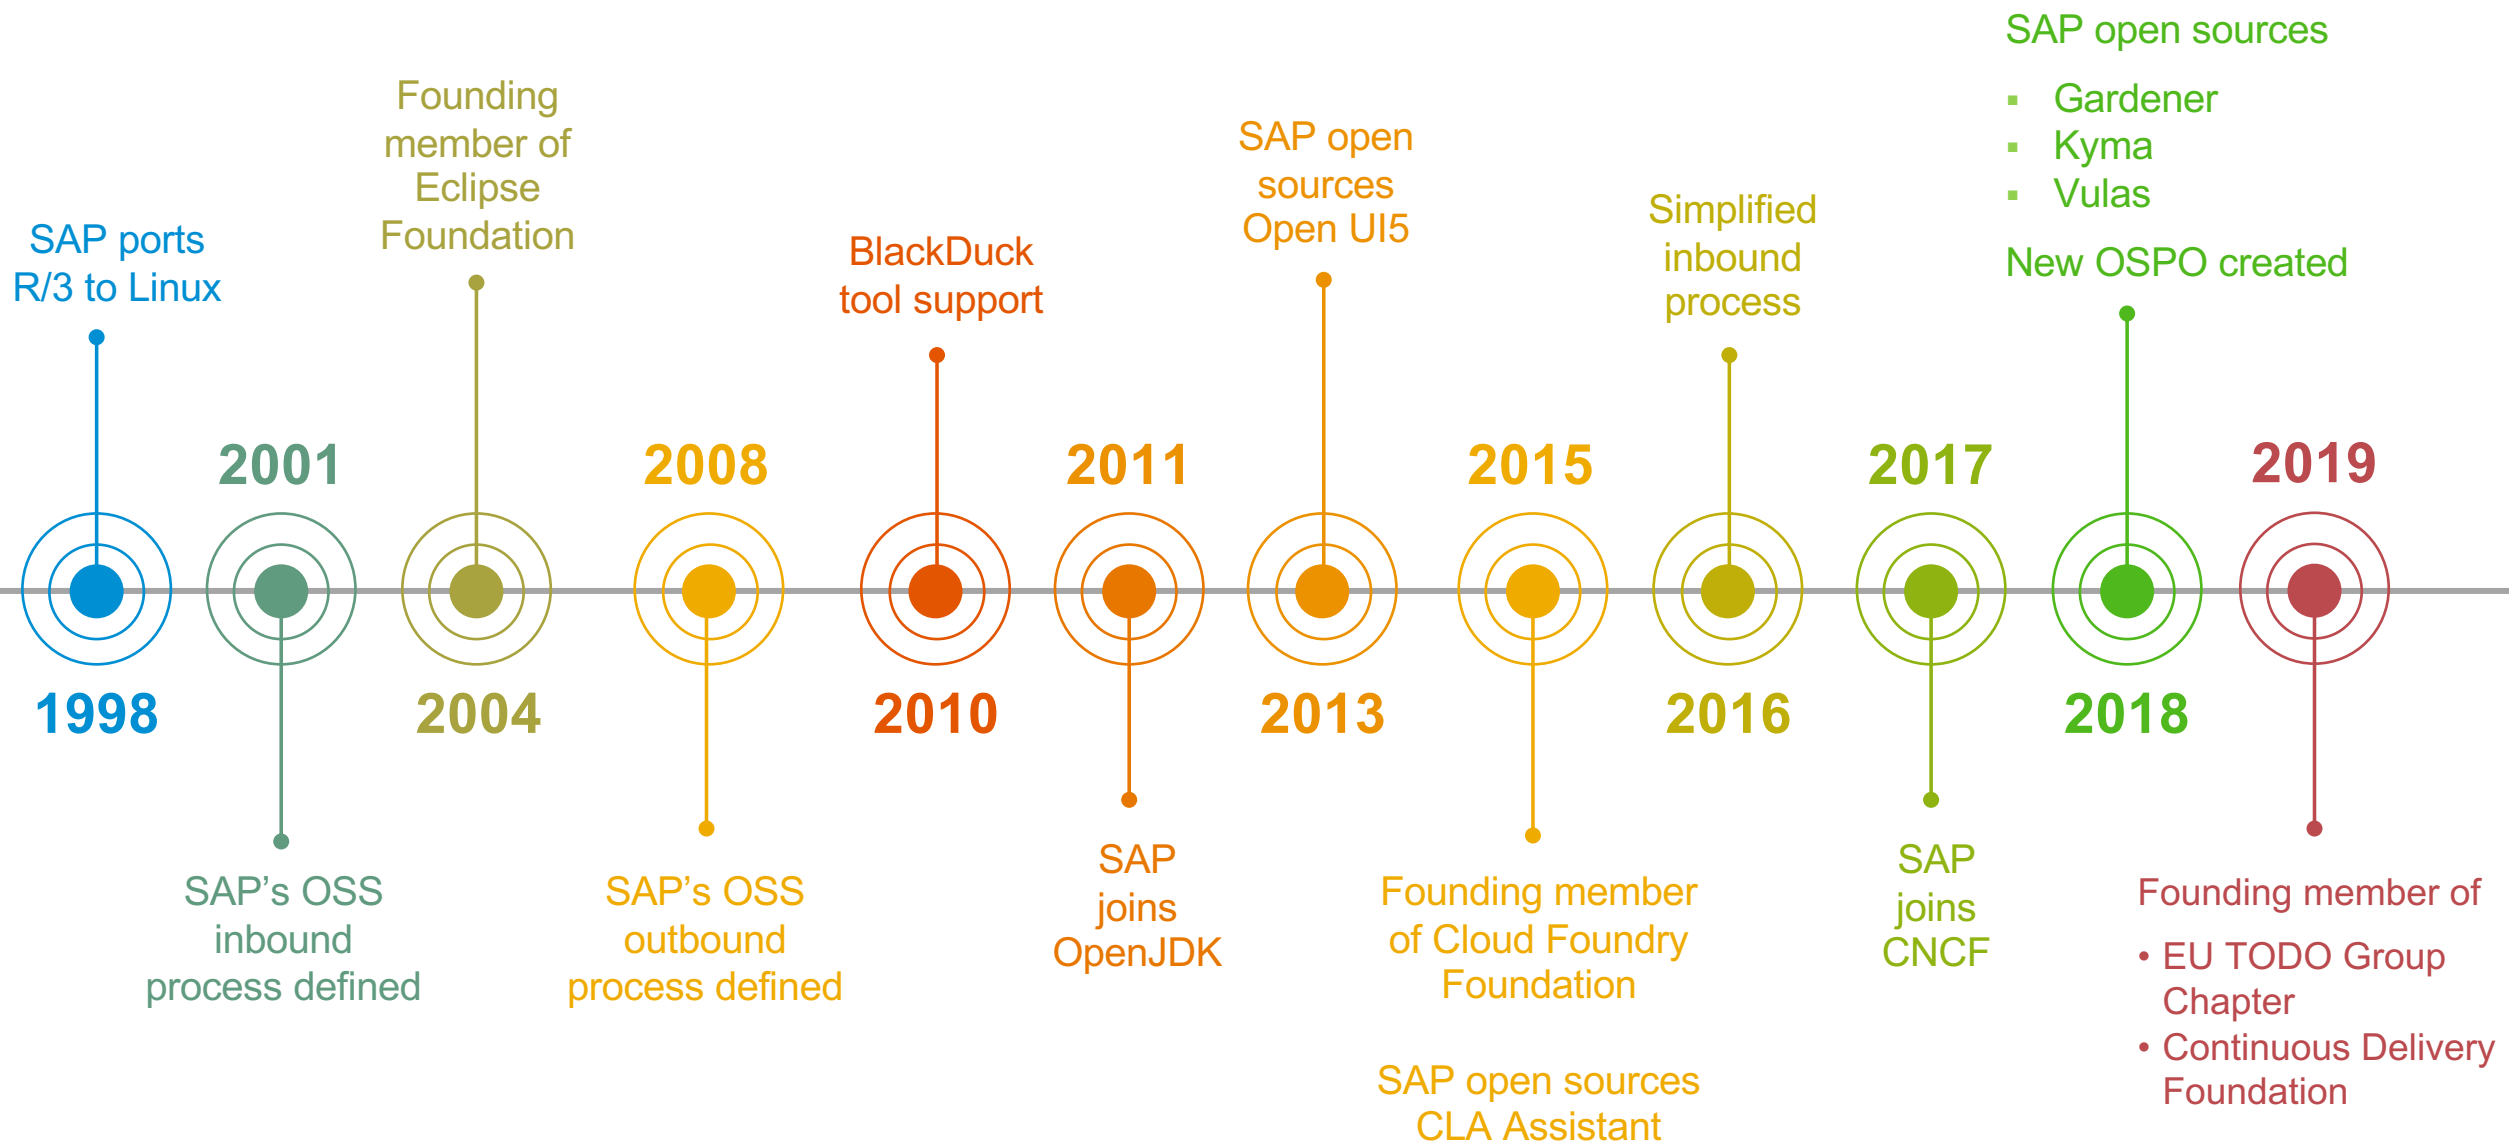 SAP ports
R/3 to Linux
1998
2001
SAP’s OSS
inbound
process defined
Founding
member of
Eclipse
Foundation
2004
2008
SAP’s OSS
outbound
process defined
BlackDuck
tool support
2010
2011
SAP
joins
OpenJDK
SAP open
sources
Open UI5
2013
2015
Founding member
of Cloud Foundry
Foundation
SAP open sources
CLA Assistant
Simplified
inbound
process
2016
2017
SAP
joins
CNCF
SAP open sources
▪ Gardener
▪ Kyma
▪ Vulas
New OSPO created
2018
2019
Founding member of
• EU TODO Group
Chapter
• Continuous Delivery
Foundation